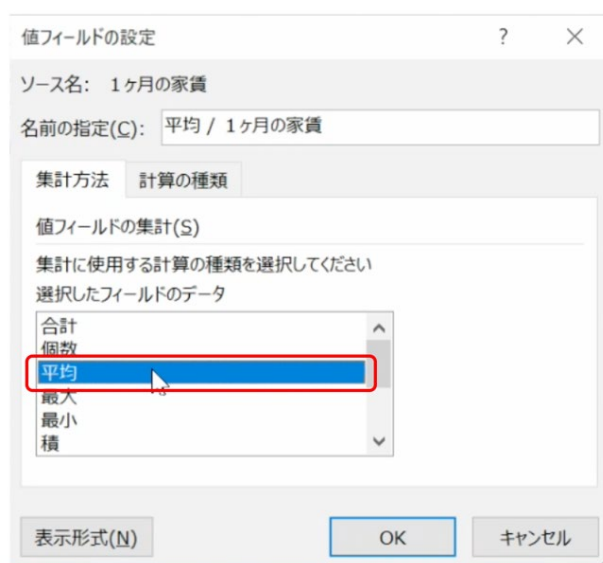 値フィールドの設定 ? ×
ソース名: 1ヶ月の家賃
名前の指定(C): 平均 / 1ヶ月の家賃
集計方法 計算の種類
値フィールドの集計(S)
集計に使用する計算の種類を選択してください
選択したフィールドのデータ
合計
個数
平均
最大
最小
積
表示形式(N) OK キャンセル